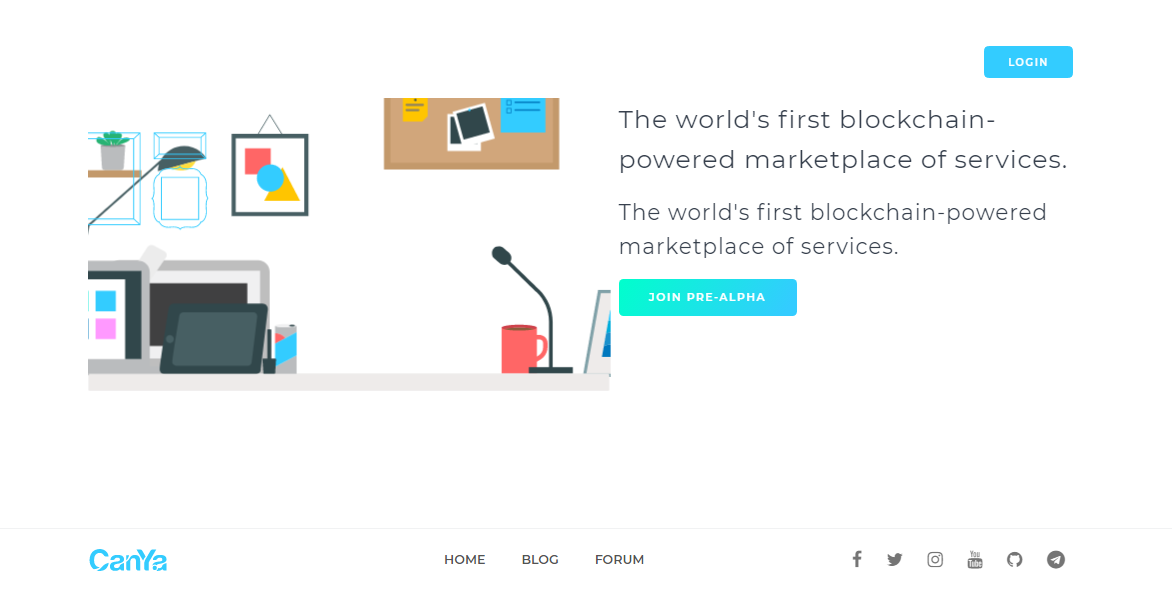 LOGIN
The world's first blockchain-
powered marketplace of services.
The world's first blockchain-powered
marketplace of services.
JOIN PRE-ALPHA
CanYa
HOME
BLOG
FORUM
You
Tube